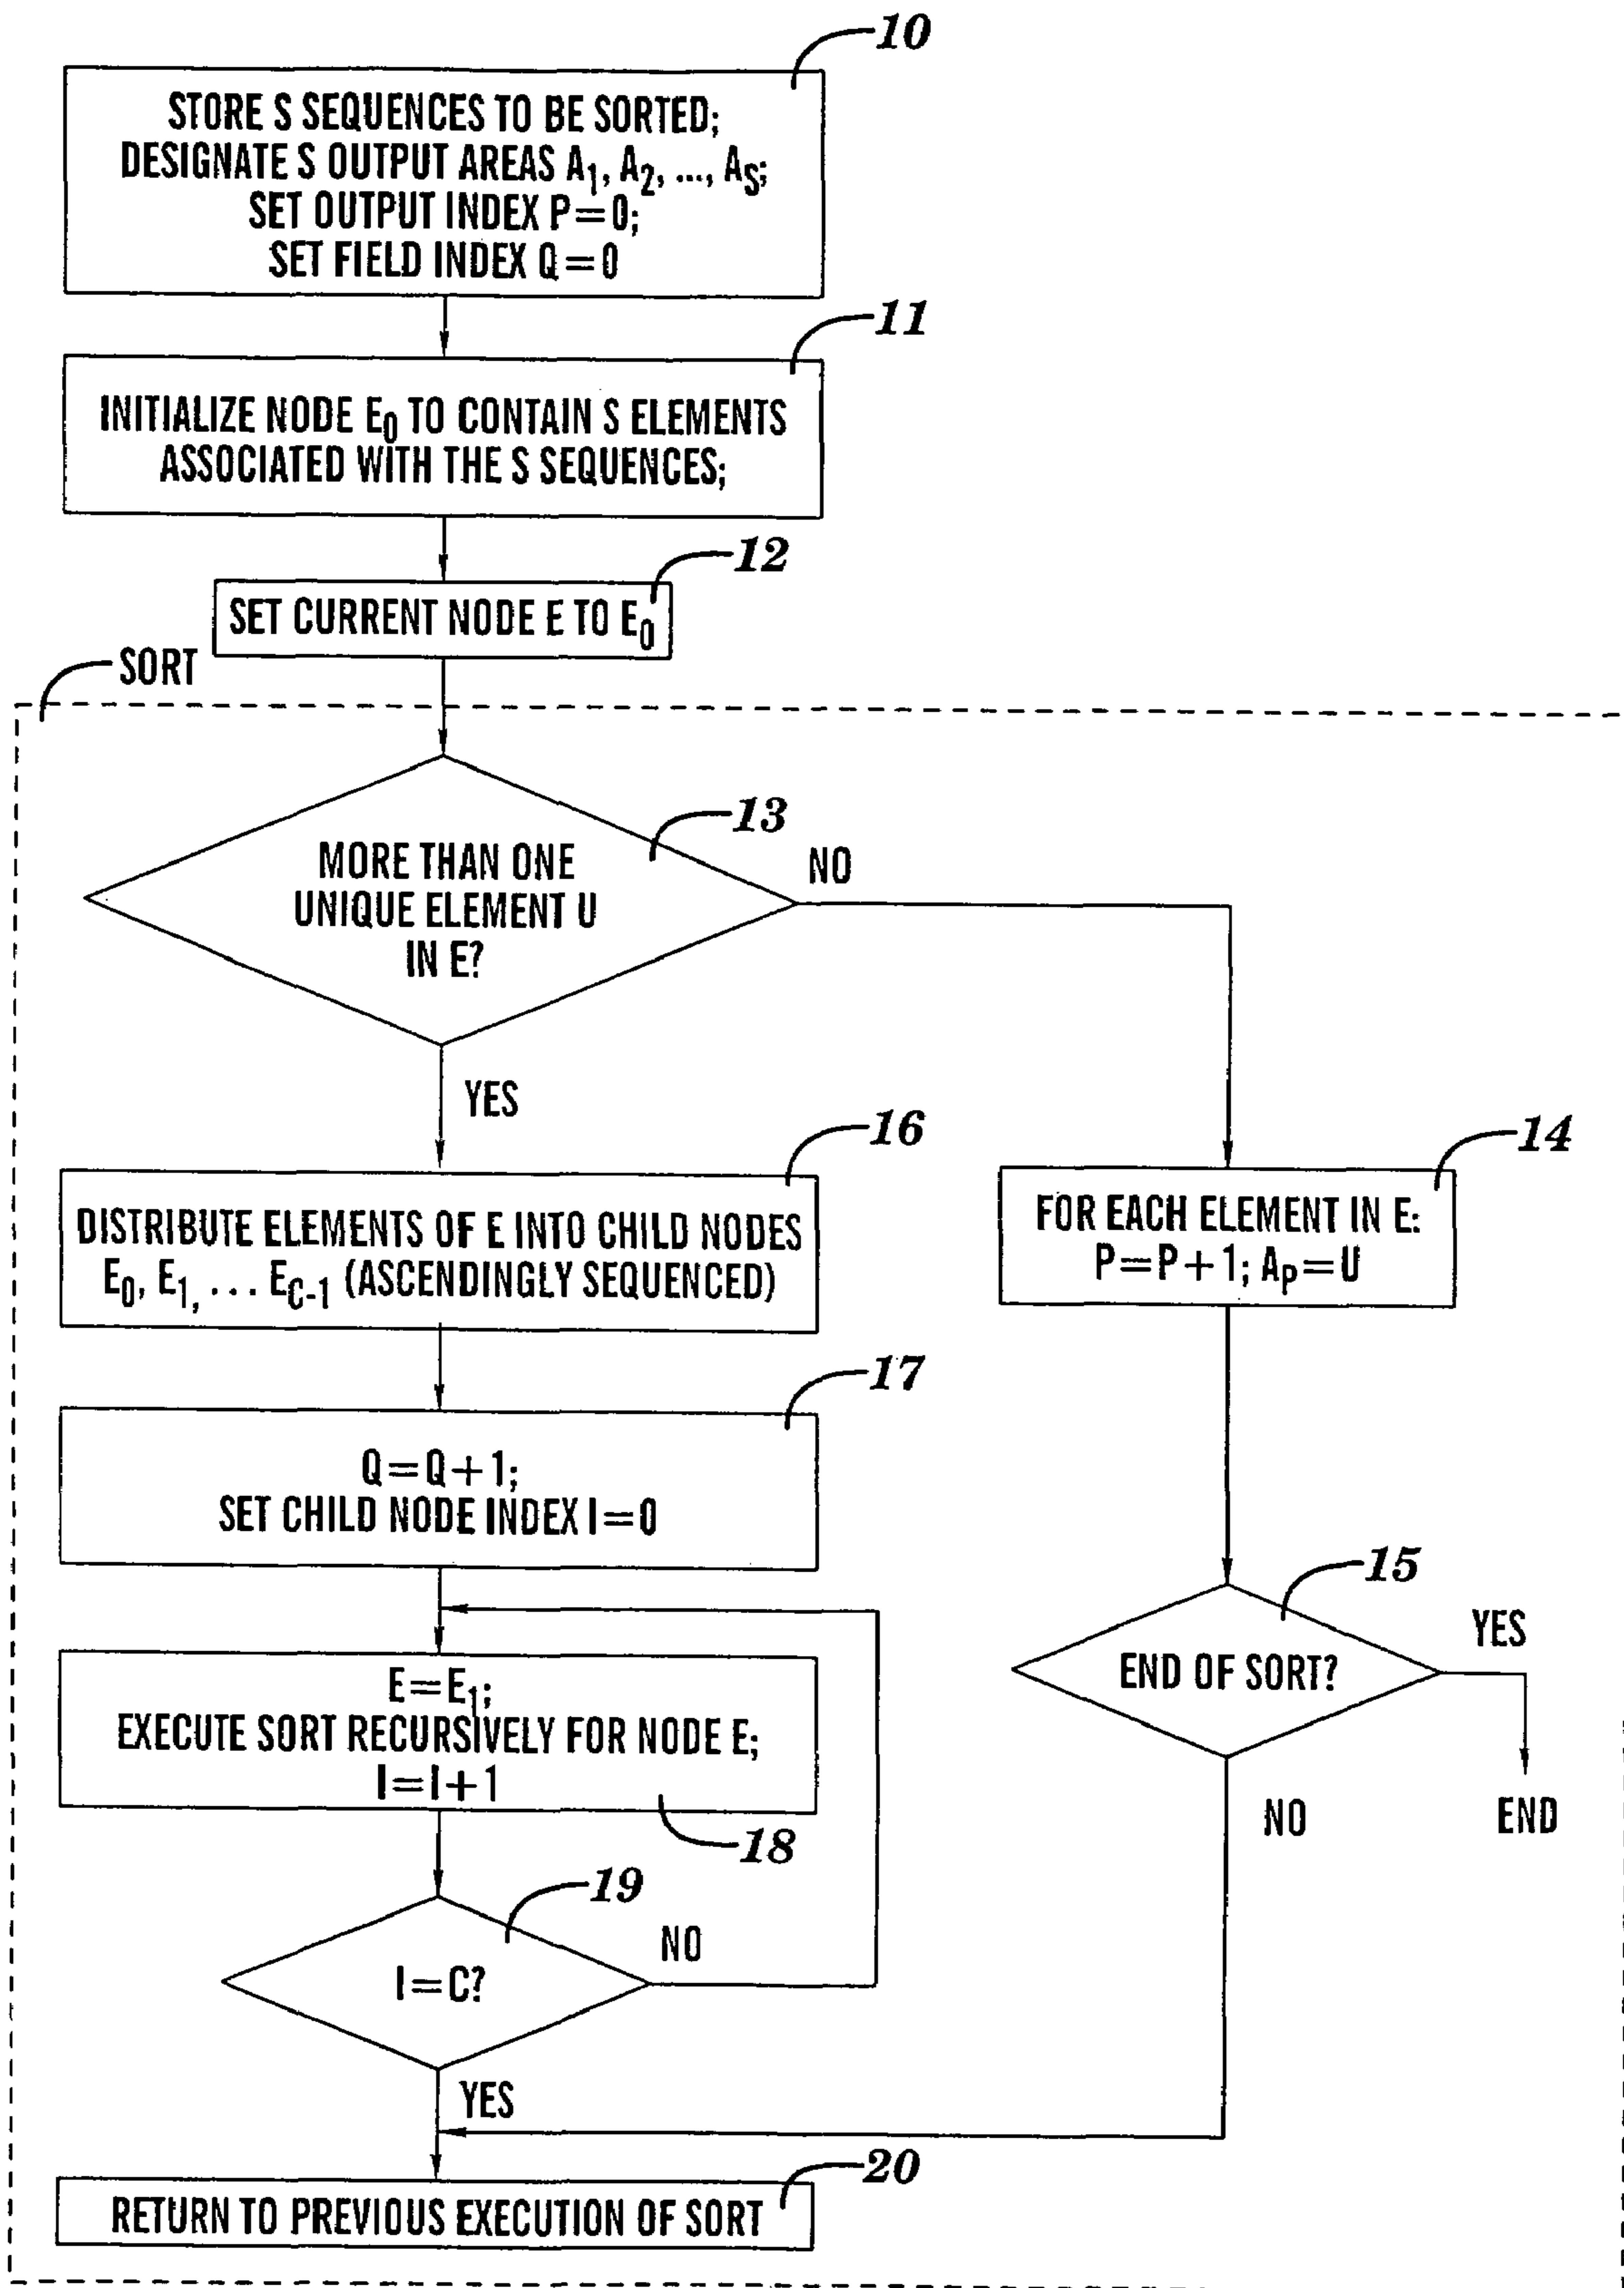 10
STORE S SEQUENCES TO BE SORTED;
DESIGNATE S OUTPUT AREAS A1, A2, ..., AS;
SET OUTPUT INDEX P=0;
SET FIELD INDEX Q=0
11
INITIALIZE NODE E0 TO CONTAIN S ELEMENTS
ASSOCIATED WITH THE S SEQUENCES;
12
SET CURRENT NODE E TO E0
SORT
13
MORE THAN ONE
UNIQUE ELEMENT U
IN E?
NO
YES
16
DISTRIBUTE ELEMENTS OF E INTO CHILD NODES
E0, E1, ... EC-1 (ASCENDINGLY SEQUENCED)
14
FOR EACH ELEMENT IN E:
P=P+1; AP=U
17
Q=Q+1;
SET CHILD NODE INDEX I=0
15
END OF SORT?
YES
NO
END
E=E1;
EXECUTE SORT RECURSIVELY FOR NODE E;
I=I+1
18
19
I=C?
NO
YES
20
RETURN TO PREVIOUS EXECUTION OF SORT